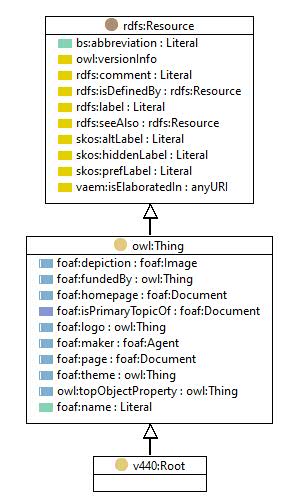 rdfs:Resource
bs:abbreviation : Literal
owl:versionInfo
rdfs:comment : Literal
rdfs:isDefinedBy : rdfs:Resource
rdfs:label : Literal
rdfs:seeAlso : rdfs:Resource
skos:altLabel : Literal
skos:hiddenLabel : Literal
skos:prefLabel : Literal
vaem:isElaboratedIn : anyURI
owl:Thing
foaf:depiction : foaf:Image
foaf:fundedBy : owl:Thing
foaf:homepage : foaf:Document
foaf:isPrimaryTopicOf : foaf:Document
foaf:logo : owl:Thing
foaf:maker : foaf:Agent
foaf:page : foaf:Document
foaf:theme : owl:Thing
owl:topObjectProperty : owl:Thing
foaf:name : Literal
v440:Root